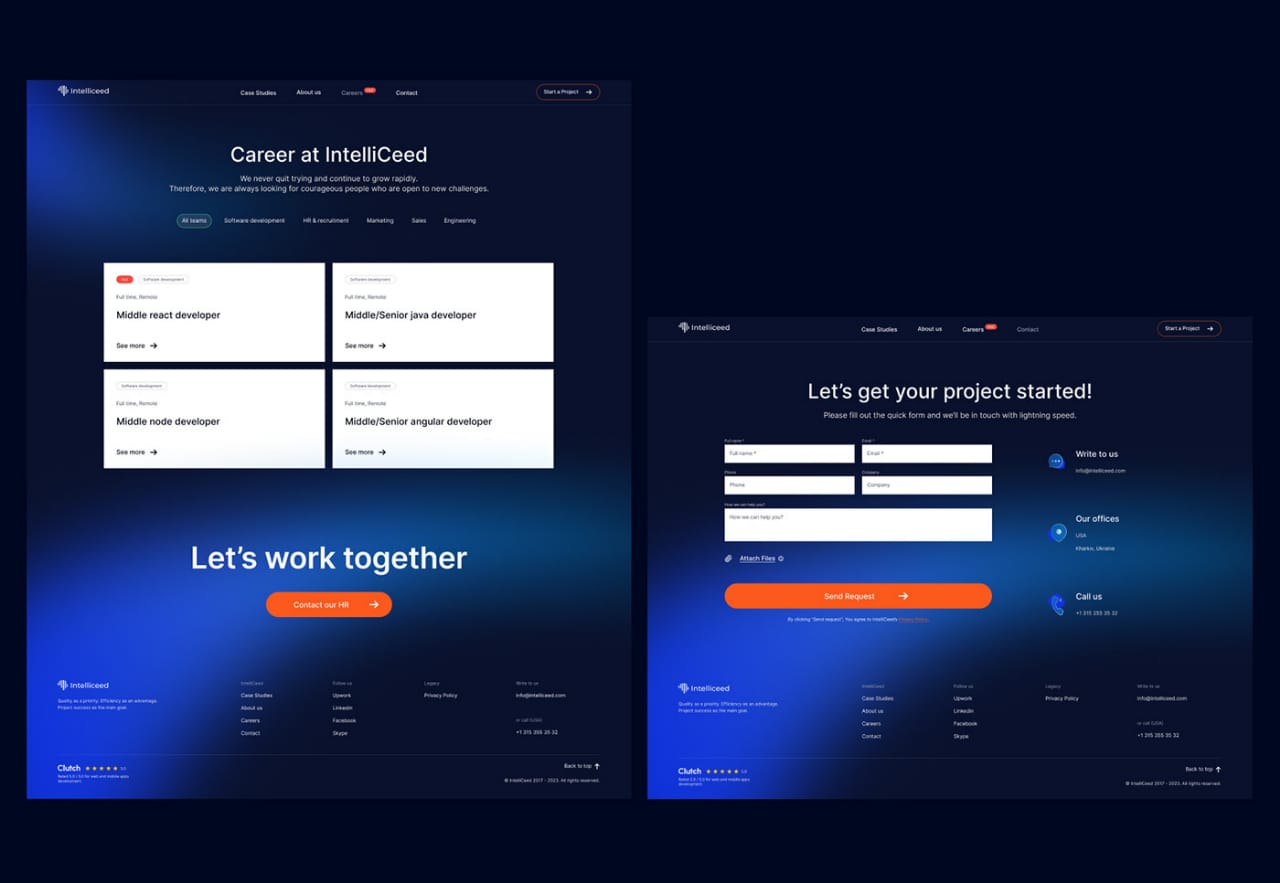 Intelliceed
Case Studies
About us
Careers
Contact
Start a Project
Career at IntelliCeed
We never quit trying and continue to grow rapidly.
Therefore, we are always looking for courageous people who are open to new challenges.
All teams
Software development
HR & recruitment
Marketing
Sales
Engineering
Software development
Full time, Remote
Middle react developer
See more
Software development
Full time, Remote
Middle/Senior java developer
See more
Software development
Full time, Remote
Middle node developer
See more
Software development
Full time, Remote
Middle/Senior angular developer
See more
Let's work together
Contact our HR
Intelliceed
Quality as a priority. Efficiency as an advantage.
Project success as the main goal.
IntelliCeed
Case Studies
About us
Careers
Contact
Follow us
Upwork
Linkedin
Facebook
Skype
Legacy
Privacy Policy
Write to us
info@intelliceed.com
or call (USA)
+1 315 255 35 32
Clutch
5.0
Rated 5.0 / 5.0 for web and mobile apps
development
Back to top
© IntelliCeed 2017 - 2023. All rights reserved.
Intelliceed
Case Studies
About us
Careers
Contact
Start a Project
Let's get your project started!
Please fill out the quick form and we'll be in touch with lightning speed.
Full name *
Full name *
Email *
Email *
Phone
Phone
Company
Company
How we can help you?
How we can help you?
Attach Files
Send Request
By clicking "Send request", You agree to IntelliCeed's Privacy Policy.
Write to us
info@intelliceed.com
Our offices
USA
Kharkiv, Ukraine
Call us
+1 315 255 35 32
Intelliceed
Quality as a priority. Efficiency as an advantage.
Project success as the main goal.
IntelliCeed
Case Studies
About us
Careers
Contact
Follow us
Upwork
Linkedin
Facebook
Skype
Legacy
Privacy Policy
Write to us
info@intelliceed.com
or call (USA)
+1 315 255 35 32
Clutch
5.0
Rated 5.0 / 5.0 for web and mobile apps
development
Back to top
© IntelliCeed 2017 - 2023. All rights reserved.